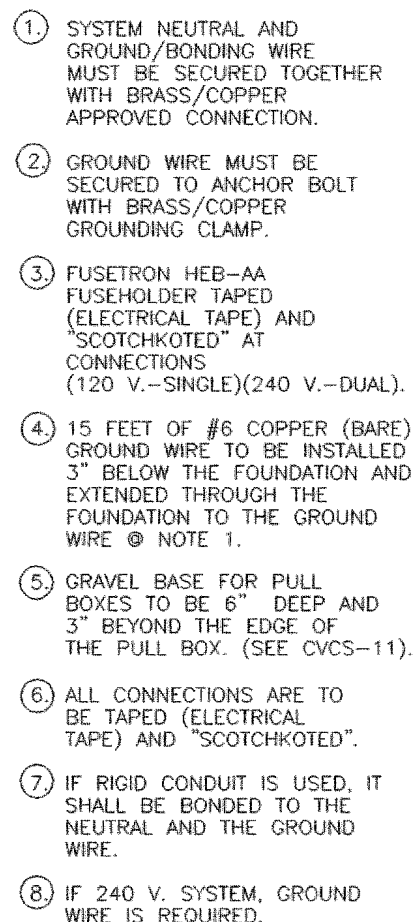 1. SYSTEM NEUTRAL AND
GROUND/BONDING WIRE
MUST BE SECURED TOGETHER
WITH BRASS/COPPER
APPROVED CONNECTION.
2. GROUND WIRE MUST BE
SECURED TO ANCHOR BOLT
WITH BRASS/COPPER
GROUNDING CLAMP.
3. FUSETRON HEB-AA
FUSEHOLDER TAPED
(ELECTRICAL TAPE) AND
"SCOTCHKOTED" AT
CONNECTIONS
(120 V.-SINGLE)(240 V.-DUAL).
4. 15 FEET OF #6 COPPER (BARE)
GROUND WIRE TO BE INSTALLED
3" BELOW THE FOUNDATION AND
EXTENDED THROUGH THE
FOUNDATION TO THE GROUND
WIRE @ NOTE 1.
5. GRAVEL BASE FOR PULL
BOXES TO BE 6" DEEP AND
3" BEYOND THE EDGE OF
THE PULL BOX. (SEE CVCS-11).
6. ALL CONNECTIONS ARE TO
BE TAPED (ELECTRICAL
TAPE) AND "SCOTCHKOTED".
7. IF RIGID CONDUIT IS USED, IT
SHALL BE BONDED TO THE
NEUTRAL AND THE GROUND
WIRE.
8. IF 240 V. SYSTEM, GROUND
WIRE IS REQUIRED.